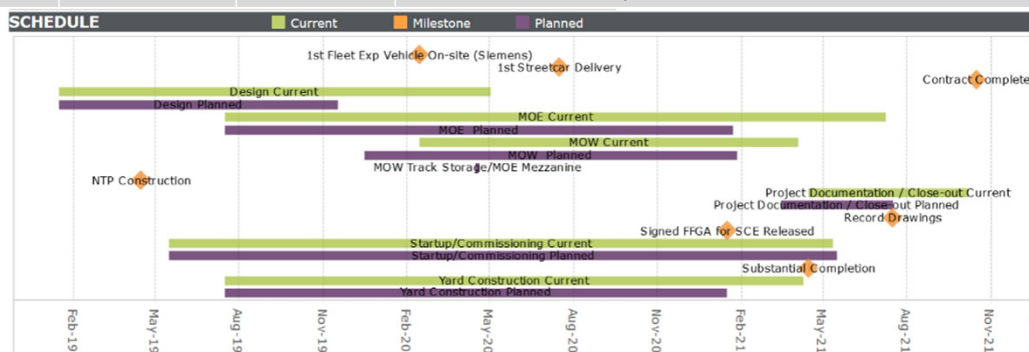 SCHEDULE
Current
Milestone
Planned
1st Fleet Exp Vehicle On-site (Siemens)
1st Streetcar Delivery
Contract Complete
Design Current
Design Planned
MOE Current
MOE Planned
MOW Current
MOW Planned
MOW Track Storage/MOE Mezzanine
NTP Construction
Project Documentation / Close-out Current
Project Documentation / Close-out Planned
Record Drawings
Signed FFGA for SCE Released
Startup/Commissioning Current
Startup/Commissioning Planned
Substantial Completion
Yard Construction Current
Yard Construction Planned
Feb-19
May-19
Aug-19
Nov-19
Feb-20
May-20
Aug-20
Nov-20
Feb-21
May-21
Aug-21
Nov-21